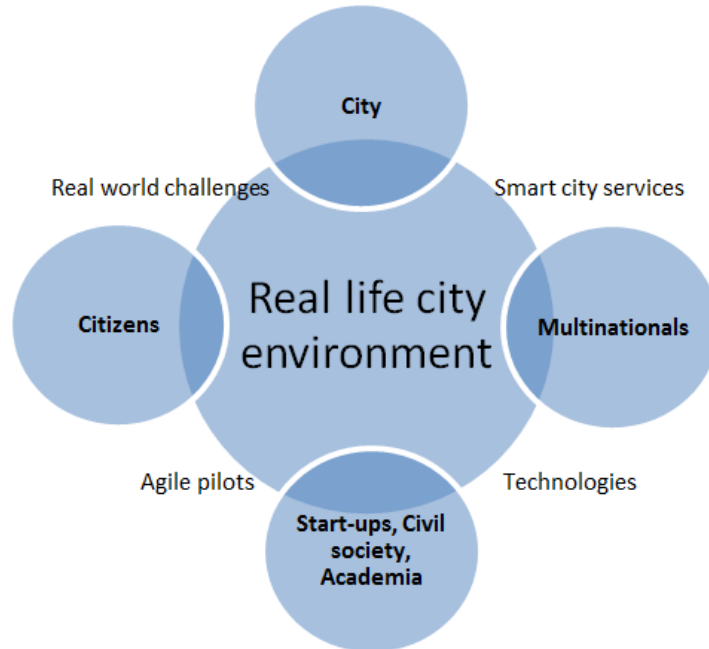 City
Real world challenges
Smart city services
Real life city
environment
Citizens
Multinationals
Agile pilots
Technologies
Start-ups, Civil
society,
Academia